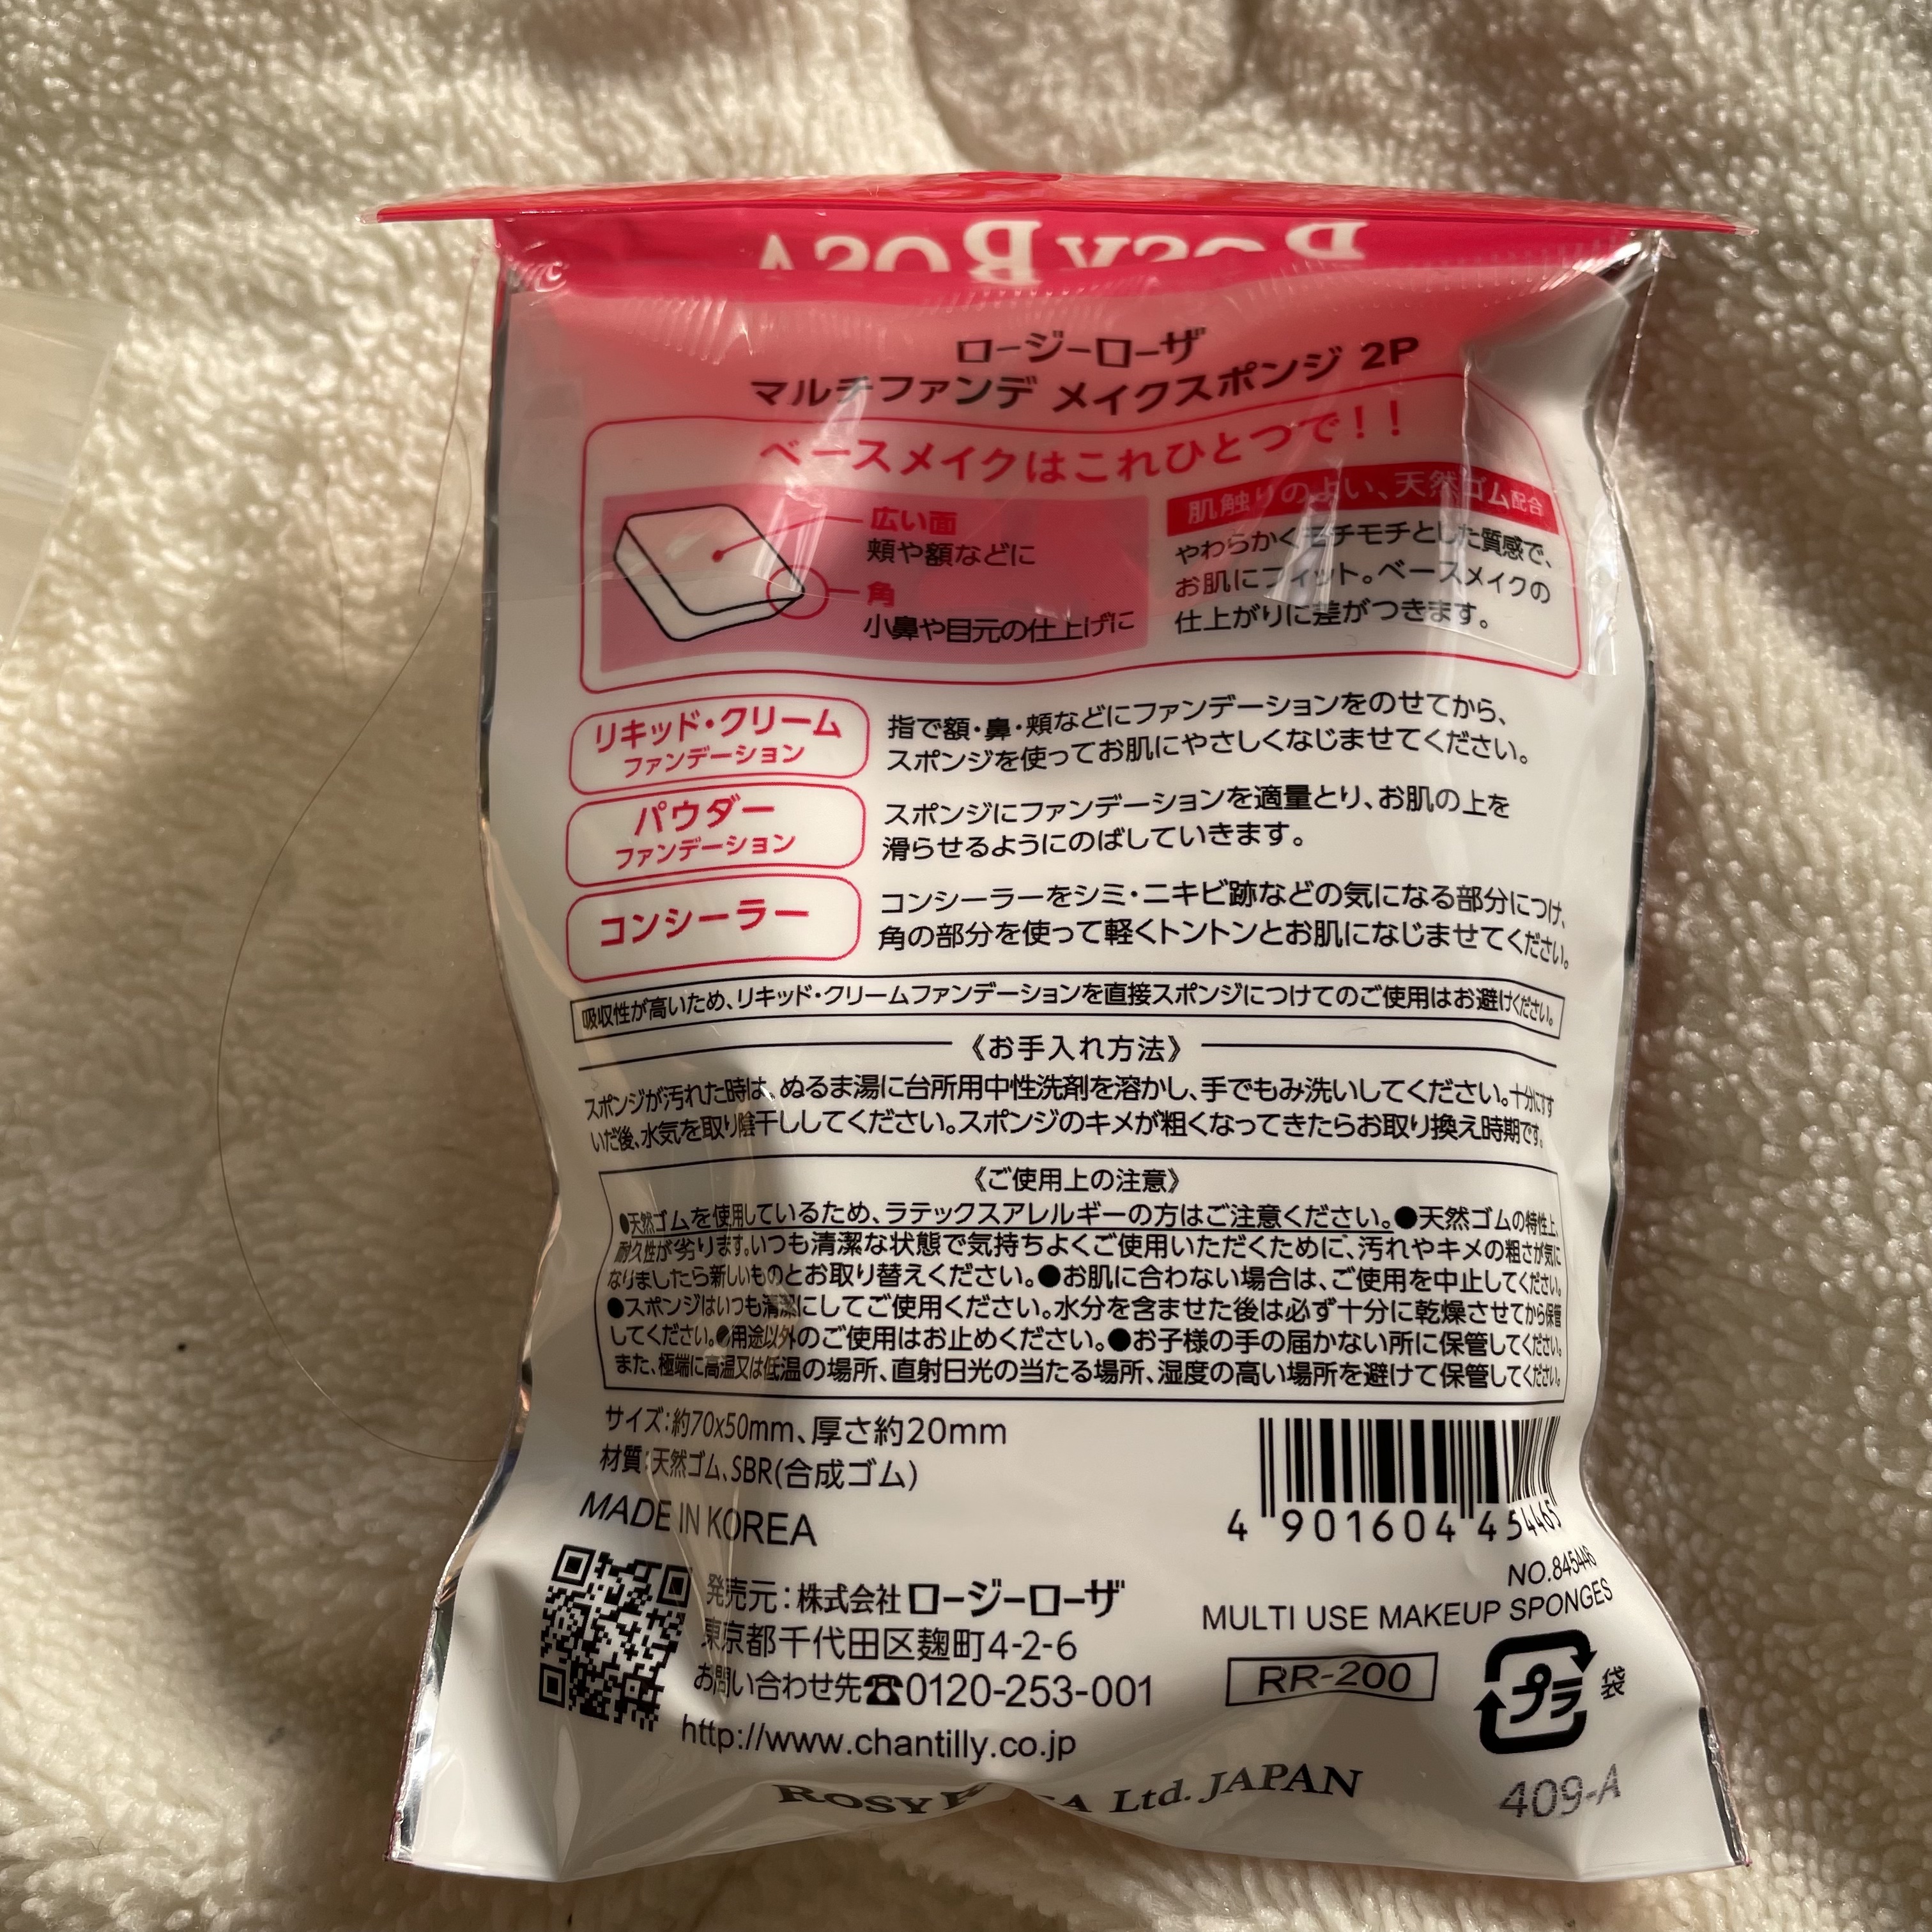 ROSY ROSA
ロージーローザ
マルチファンデ メイクスポンジ 2P
ベースメイクはこれひとつで!!
広い面
頬や額などに
角
小鼻や目元の仕上げに
肌触りのよい、天然ゴム配合
やわらかくモチモチとした質感で、
お肌にフィット。ベースメイクの
仕上がりに差がつきます。
リキッド・クリーム
ファンデーション
指で額・鼻・頬などにファンデーションをのせてから、
スポンジを使ってお肌にやさしくなじませてください。
パウダー
ファンデーション
スポンジにファンデーションを適量とり、お肌の上を
滑らせるようにのばしていきます。
コンシーラー
コンシーラーをシミ・ニキビ跡などの気になる部分につけ、
角の部分を使って軽くトントンとお肌になじませてください。
吸収性が高いため、リキッド・クリームファンデーションを直接スポンジにつけてのご使用はお避けください。
《お手入れ方法》
スポンジが汚れた時は、ぬるま湯に台所用中性洗剤を溶かし、手でもみ洗いしてください。十分にすす
いだ後、水気を取り陰干ししてください。スポンジのキメが粗くなってきたらお取り換え時期です。
《ご使用上の注意》
●天然ゴムを使用しているため、ラテックスアレルギーの方はご注意ください。●天然ゴムの特性上、
耐久性が劣ります。いつも清潔な状態で気持ちよくご使用いただくために、汚れやキメの粗さが気に
なりましたら新しいものとお取り替えください。●お肌に合わない場合は、ご使用を中止してください。
●スポンジはいつも清潔にしてご使用ください。水分を含ませた後は必ず十分に乾燥させてから保管
してください。●用途以外のご使用はお止めください。●お子様の手の届かない所に保管してください。
また、極端に高温又は低温の場所、直射日光の当たる場所、湿度の高い場所を避けて保管してください。
サイズ:約70x50mm、厚さ約20mm
材質:天然ゴム、SBR(合成ゴム)
MADE IN KOREA
4 901604 454465
NO.845446
MULTI USE MAKEUP SPONGES
発売元:株式会社ロージーローザ
東京都千代田区麹町4-2-6
お問い合わせ先☎0120-253-001
http://www.chantilly.co.jp
RR-200
プラ
袋
ROSY Ltd. JAPAN
409-A